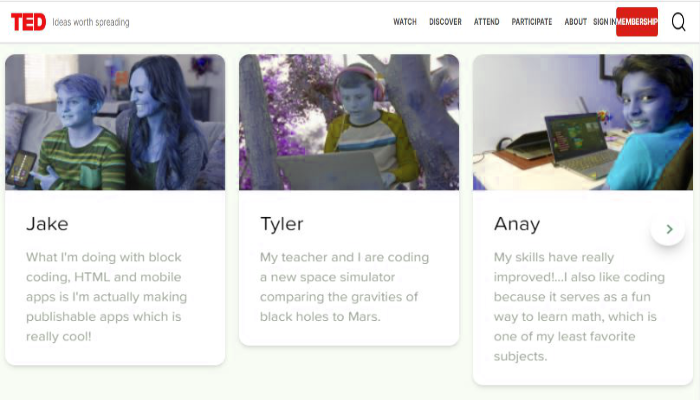 TED ideas worth spreading WATCH DISCOVER ATTEND PARTICIPATE ABOUT SIGN IN MEMBERSHIP
Jake
What I'm doing with block
coding, HTML and mobile
apps is I'm actually making
publishable apps which is
really cool!
Tyler
My teacher and I are coding
a new space simulator
comparing the gravities of
black holes to Mars.
Anay
My skills have really
improved!...I also like coding
because it serves as a fun
way to learn math, which is
one of my least favorite
subjects.